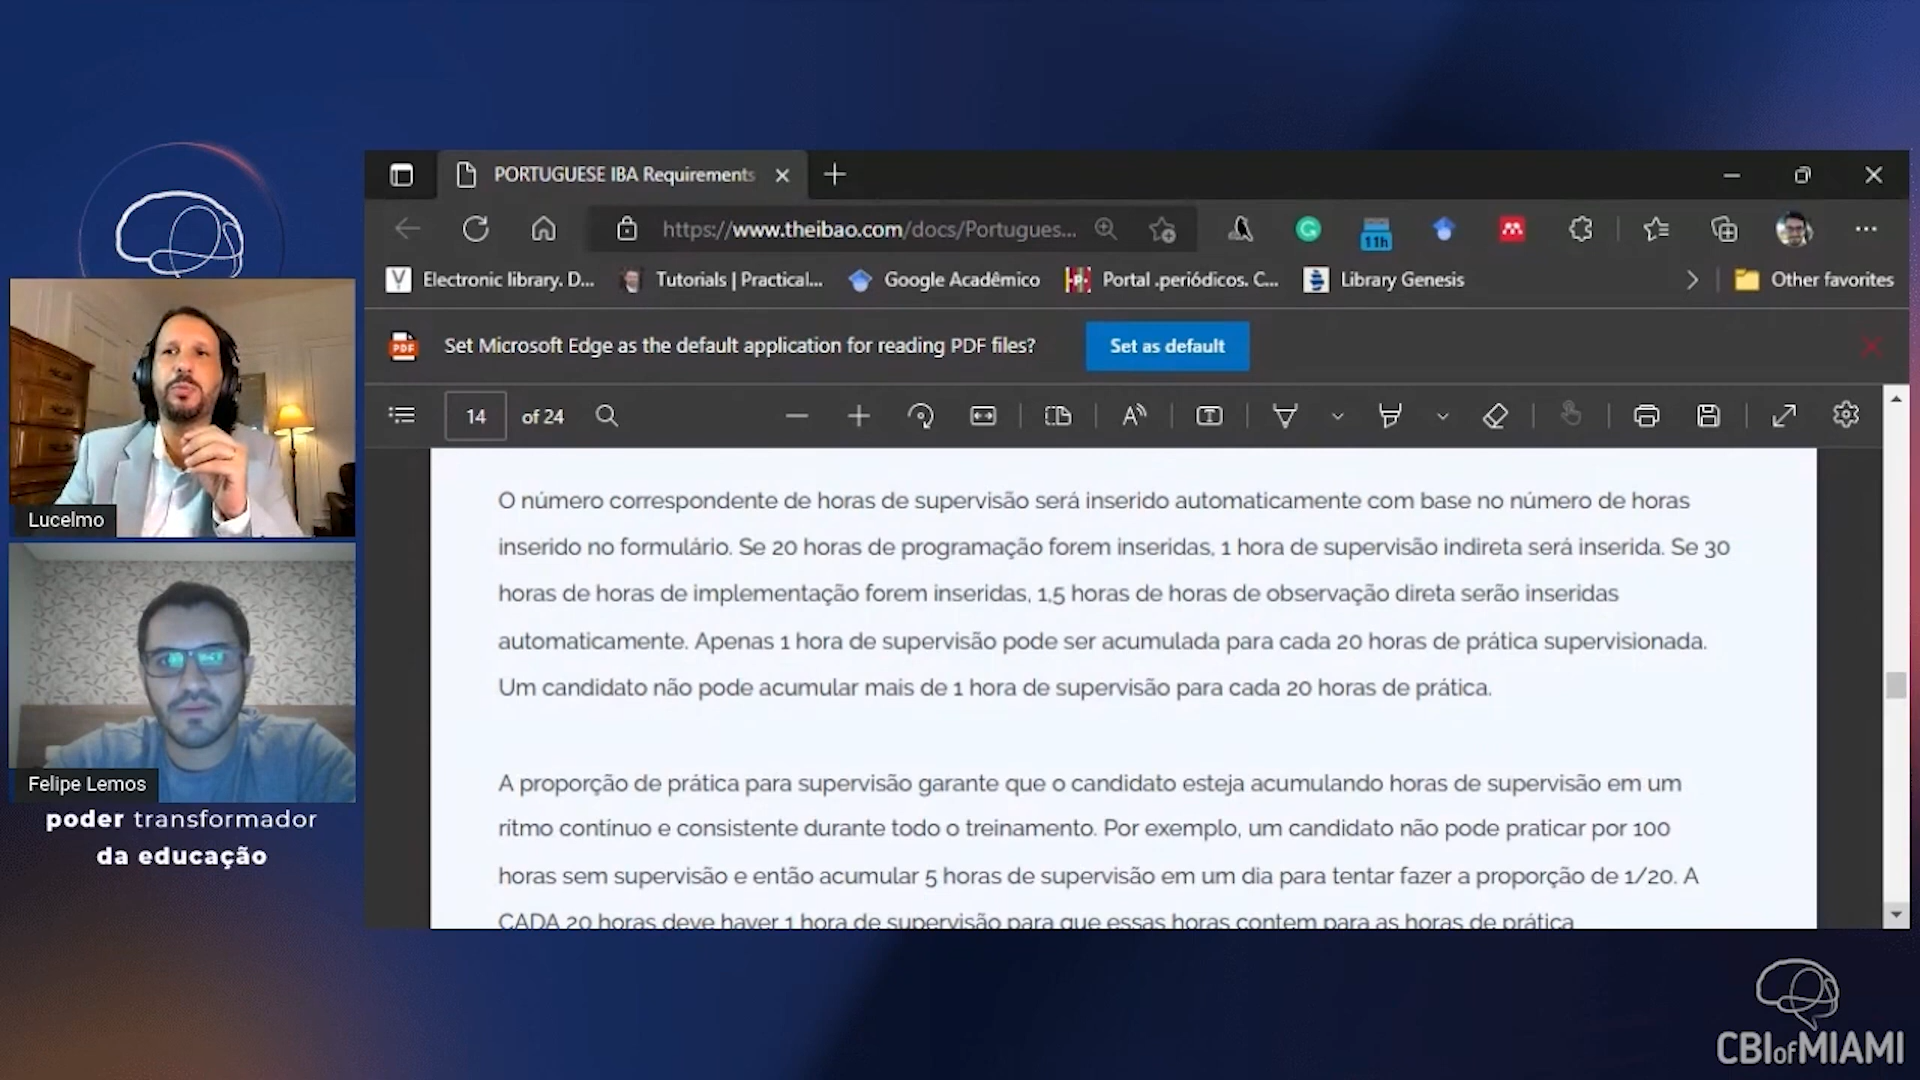 PORTUGUESE IBA Requirements
https://www.theibao.com/docs/Portugues...
11h
Electronic library. D...
Tutorials | Practical...
Google Acadêmico
Portal .periódicos. C...
Library Genesis
Other favorites
PDF
Set Microsoft Edge as the default application for reading PDF files?
Set as default
14
of 24
O número correspondente de horas de supervisão será inserido automaticamente com base no número de horas
inserido no formulário. Se 20 horas de programação forem inseridas, 1 hora de supervisão indireta será inserida. Se 30
horas de horas de implementação forem inseridas, 1,5 horas de horas de observação direta serão inseridas
automaticamente. Apenas 1 hora de supervisão pode ser acumulada para cada 20 horas de prática supervisionada.
Um candidato não pode acumular mais de 1 hora de supervisão para cada 20 horas de prática.
A proporção de prática para supervisão garante que o candidato esteja acumulando horas de supervisão em um
ritmo contínuo e consistente durante todo o treinamento. Por exemplo, um candidato não pode praticar por 100
horas sem supervisão e então acumular 5 horas de supervisão em um dia para tentar fazer a proporção de 1/20. A
CADA 20 horas deve haver 1 hora de supervisão para que essas horas contem para as horas de prática
Lucelmo
Felipe Lemos
poder transformador
da educação
CBIofMIAMI